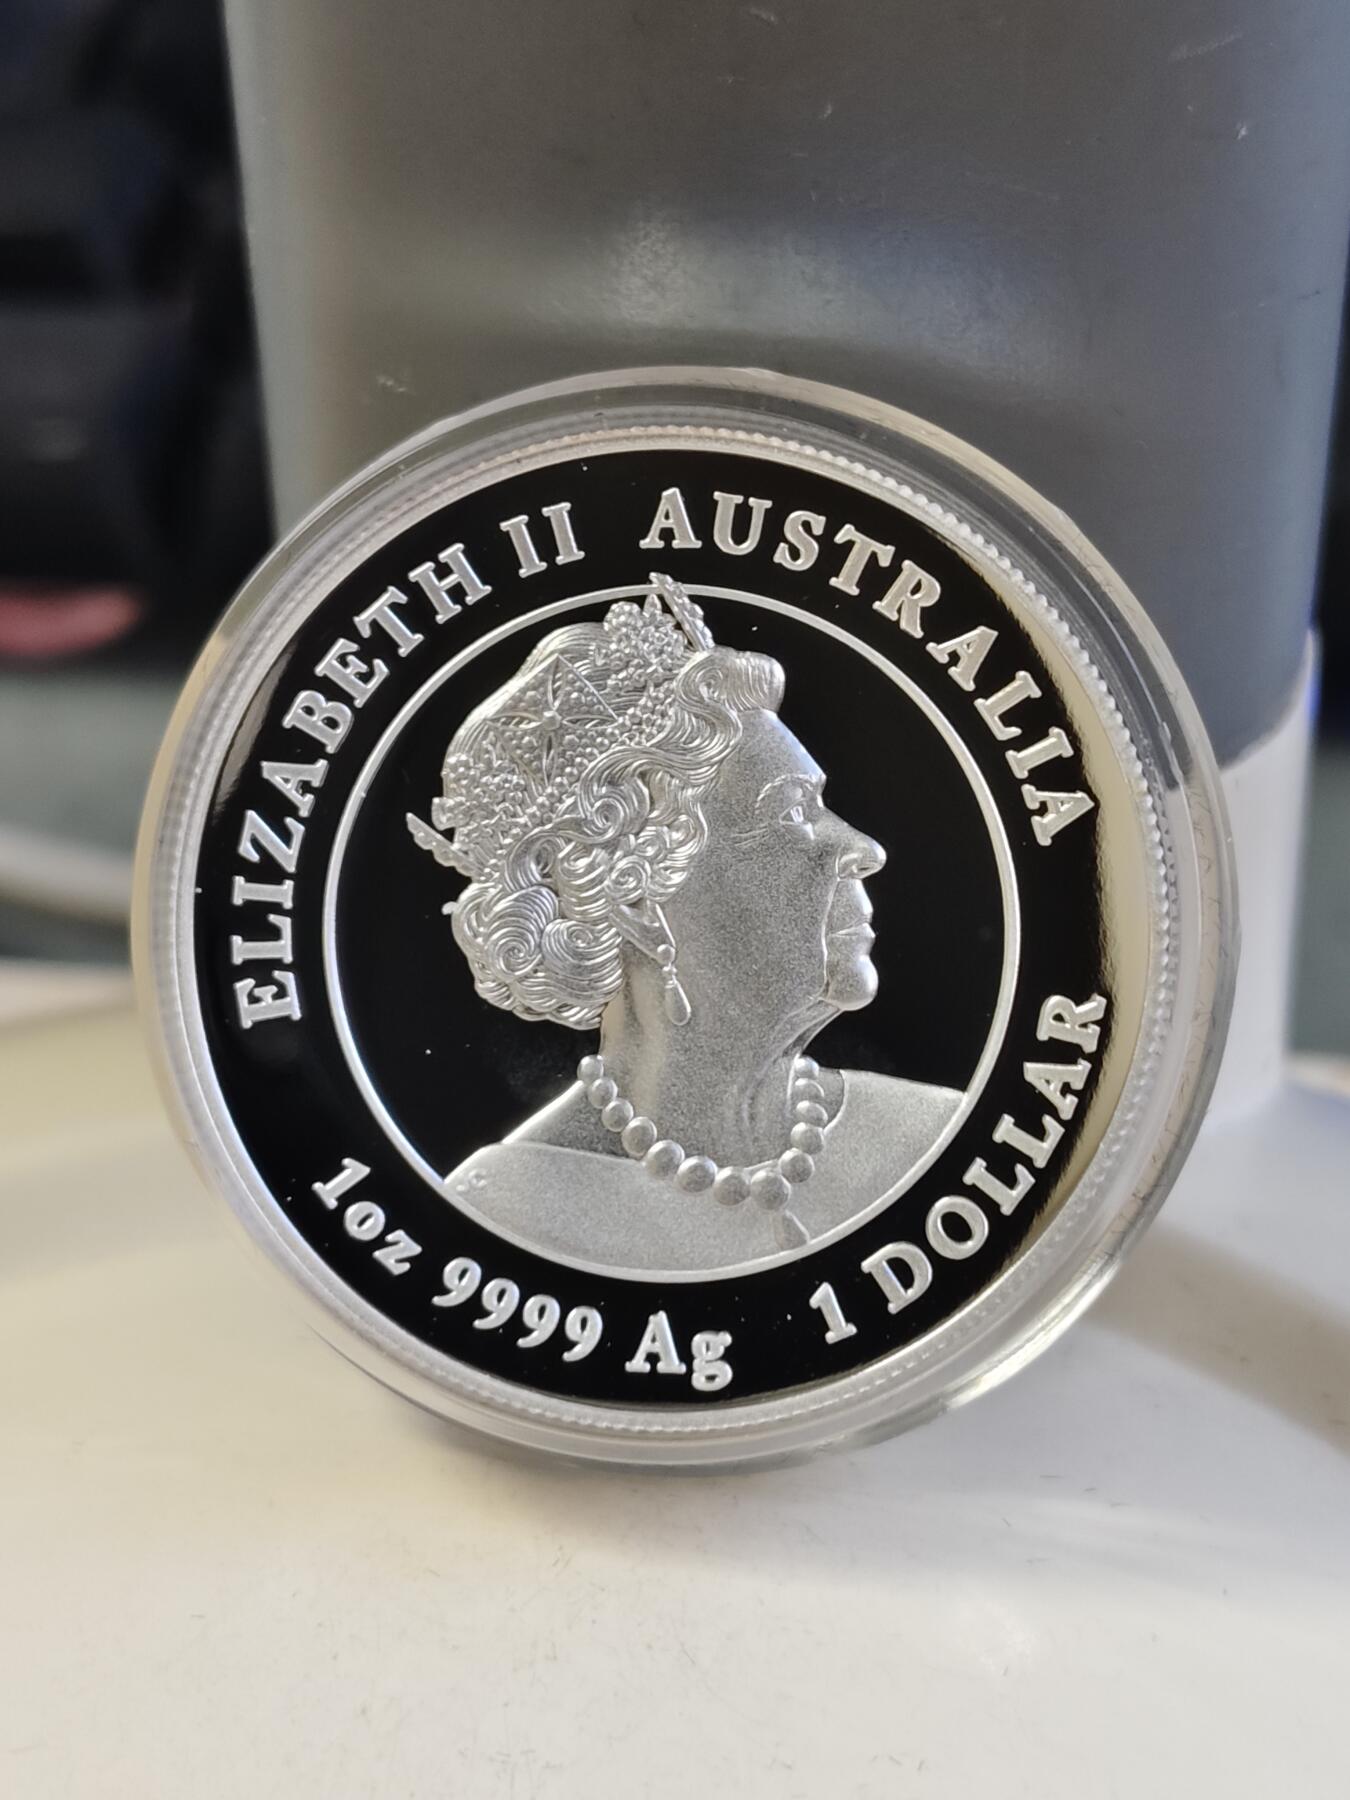 ELIZABETH II AUSTRALIA
1oz 9999 Ag 1 DOLLAR